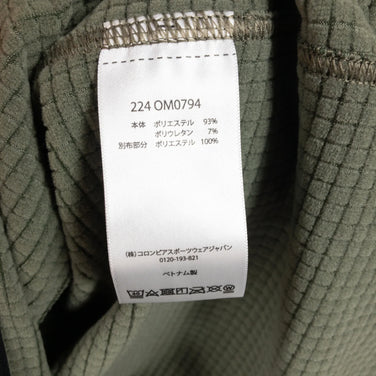 224 OM0794
本体 ポリエステル 93%
ポリウレタン 7%
別布部分 ポリエステル 100%
(株)コロンビアスポーツウェアジャパン
0120-193-821
ベトナム製